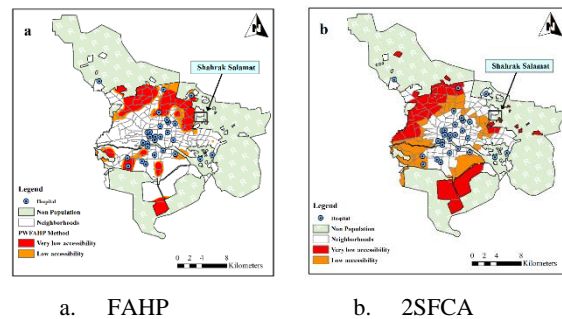 a
N
Shahrak Salamat
Legend
Hospital
Non Population
Neighborhoods
PWFAHP Method
Very low accessibility
Low accessibility
0 2 4 8
Kilometers
b
N
Shahrak Salamat
Legend
Hospital
Non Population
Neighborhoods
Very low accessibility
Low accessibility
0 2 4 8
Kilometers
a. FAHP
b. 2SFCA